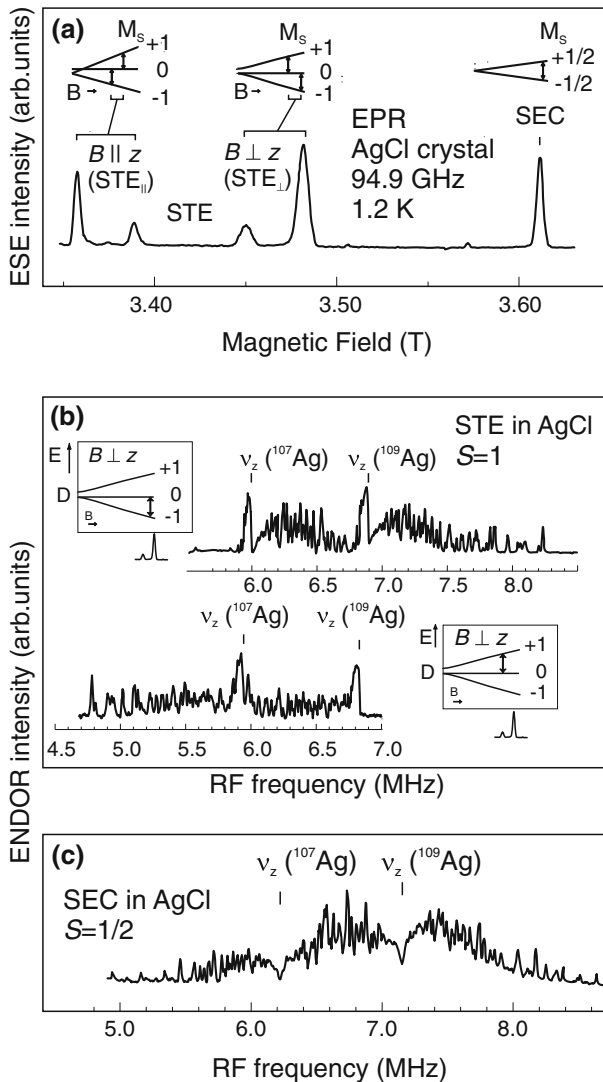 (a)
ESE intensity (arb.units)
M_S
+1
0
-1
B →
M_S
+1
0
-1
B →
M_S
+1/2
-1/2
B || z
(STE_||)
STE
B ⊥ z
(STE_⊥)
EPR
AgCl crystal
94.9 GHz
1.2 K
SEC
3.40 3.50 3.60
Magnetic Field (T)
ENDOR intensity (arb.units)
(b)
STE in AgCl
S=1
E ↑ B ⊥ z
+1
D 0
-1
B →
ν_z (¹⁰⁷Ag) ν_z (¹⁰⁹Ag)
6.0 6.5 7.0 7.5 8.0
ν_z (¹⁰⁷Ag) ν_z (¹⁰⁹Ag)
E ↑ B ⊥ z
+1
D 0
-1
B →
4.5 5.0 5.5 6.0 6.5 7.0
RF frequency (MHz)
(c)
ν_z (¹⁰⁷Ag) ν_z (¹⁰⁹Ag)
SEC in AgCl
S=1/2
5.0 6.0 7.0 8.0
RF frequency (MHz)